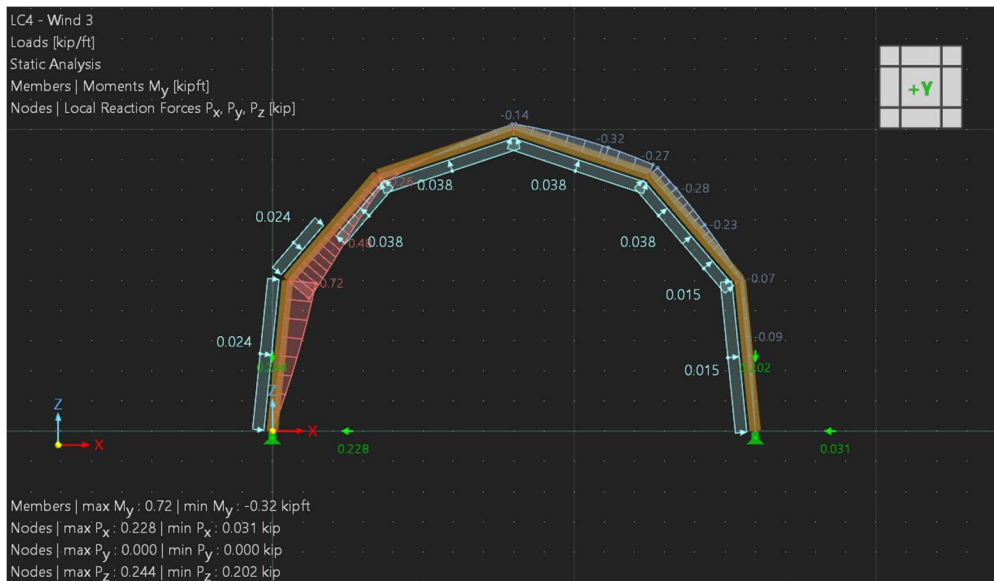 LC4 - Wind 3
Loads [kip/ft]
Static Analysis
Members | Moments My [kipft]
Nodes | Local Reaction Forces Px, Py, Pz [kip]
+Y
-0.14
-0.32
-0.27
0.038
0.038
-0.28
0.024
-0.23
0.48
0.038
0.038
0.72
-0.07
0.015
0.024
-0.09
0.015
Z
Z
X
X
0.228
0.031
Members | max My : 0.72 | min My : -0.32 kipft
Nodes | max Px : 0.228 | min Px : 0.031 kip
Nodes | max Py : 0.000 | min Py : 0.000 kip
Nodes | max Pz : 0.244 | min Pz : 0.202 kip